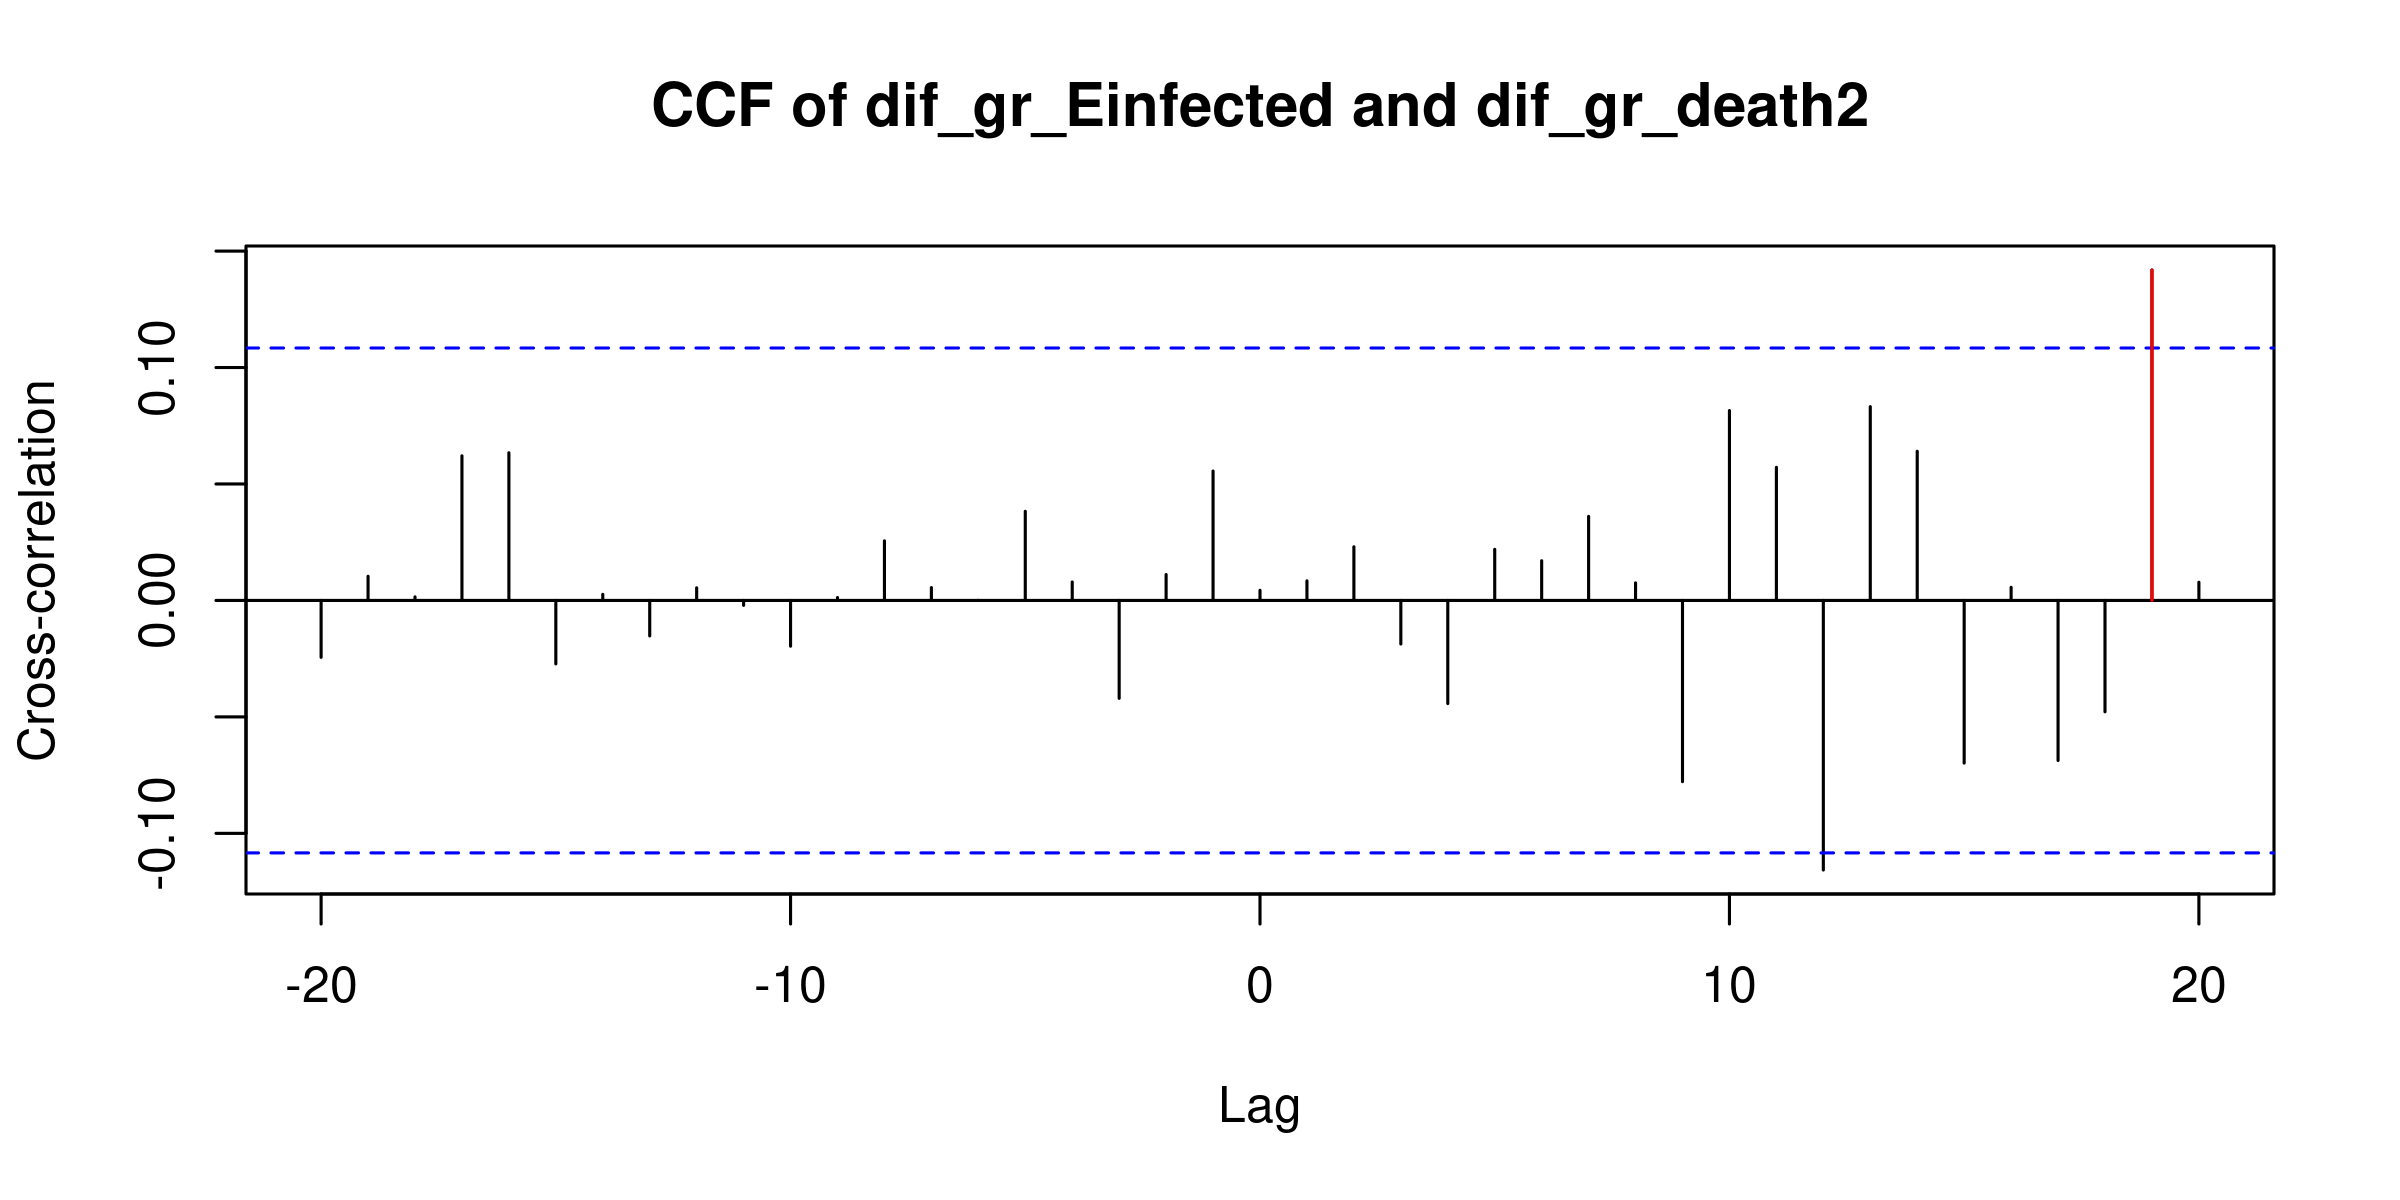 CCF of dif_gr_Einfected and dif_gr_death2
Cross-correlation
0.10
0.00
-0.10
-20 -10 0 10 20
Lag